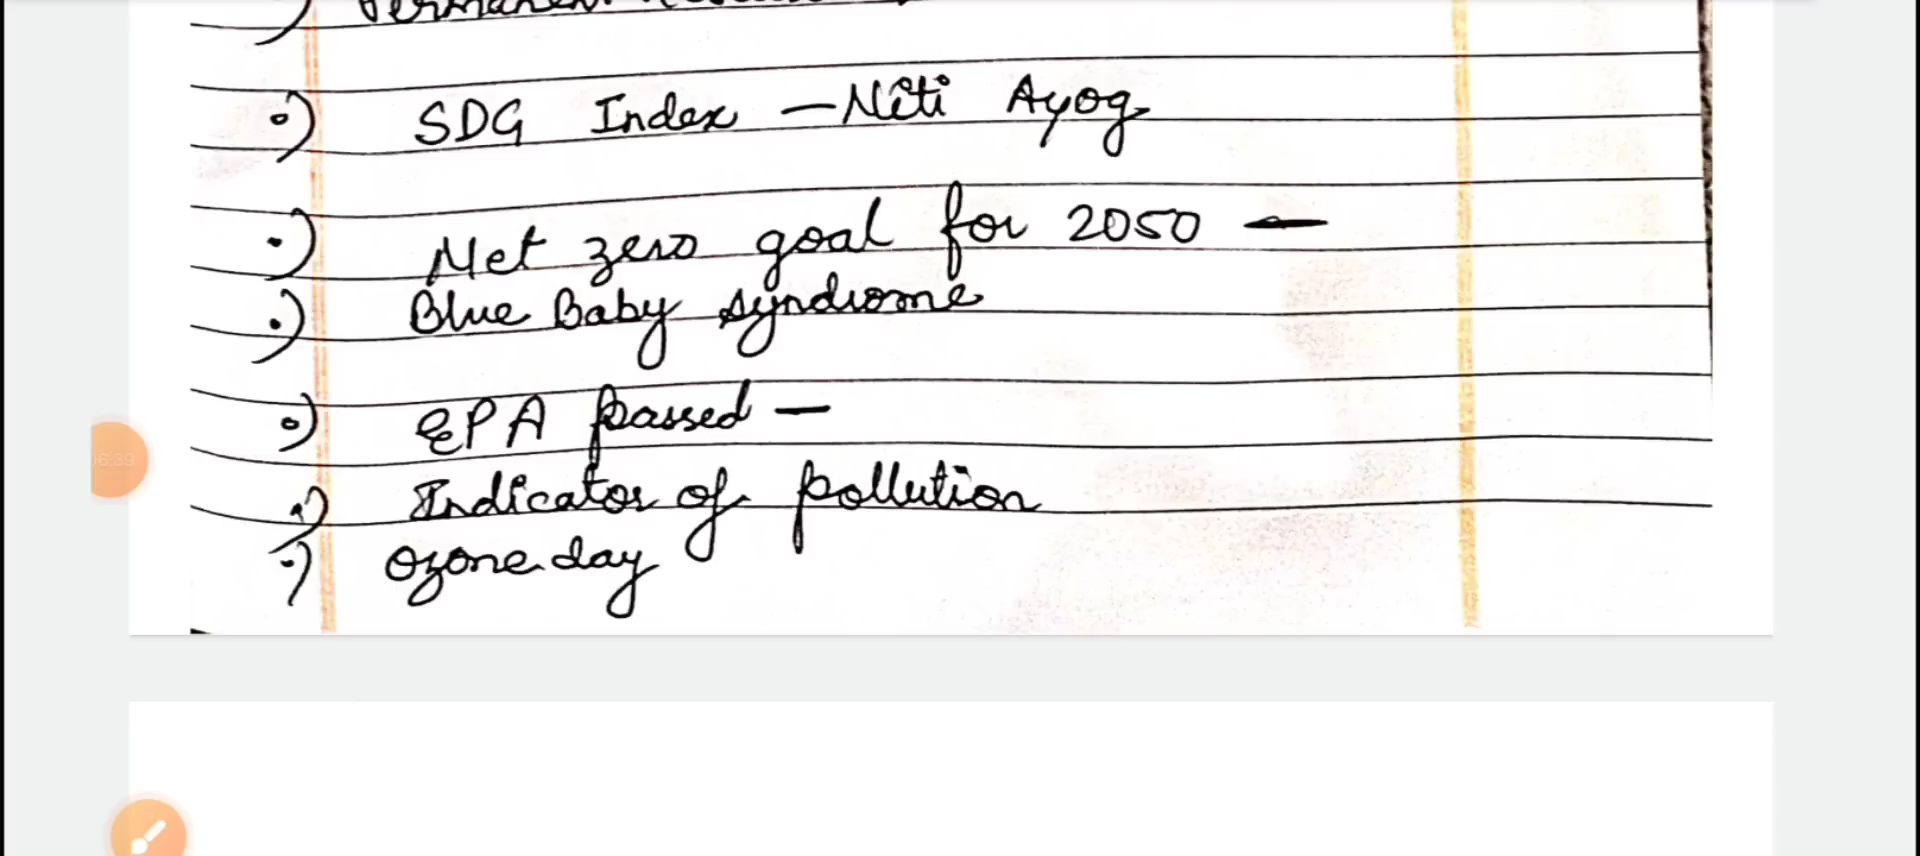 Permanent
•) SDG Index – Niti Ayog
•) Net zero goal for 2050 –
•) Blue Baby syndrome
•) EPA passed –
•) Indicator of pollution
•) Ozone day